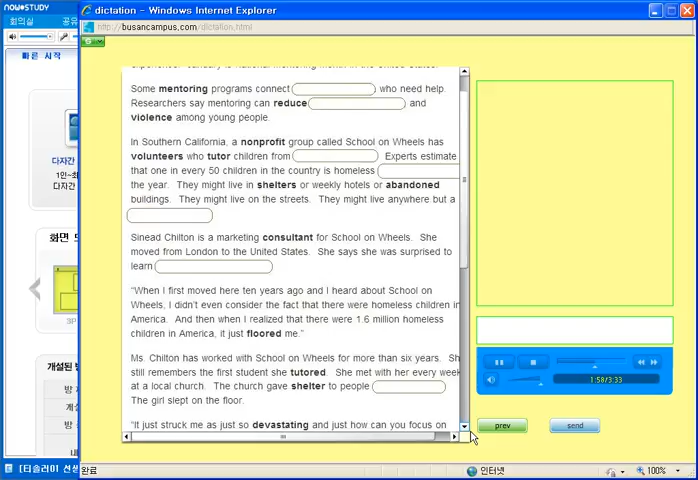 NOW★STUDY
회의실
공유
빠른 시작
다자간
1인~최
다자간
화면 모
개설된 방
완료
dictation - Windows Internet Explorer
http://busancampus.com/dictation.html
Some mentoring programs connect , who need help.
Researchers say mentoring can reduce and
violence among young people.
In Southern California, a nonprofit group called School on Wheels has
volunteers who tutor children from Experts estimate
that one in every 50 children in the country is homeless
the year. They might live in shelters or weekly hotels or abandoned
buildings. They might live on the streets. They might live anywhere but a
Sinead Chilton is a marketing consultant for School on Wheels. She
moved from London to the United States. She says she was surprised to
learn
“When I first moved here ten years ago and I heard about School on
Wheels, I didn’t even consider the fact that there were homeless children in
America. And then when I realized that there were 1.6 million homeless
children in America, it just floored me.”
Ms. Chilton has worked with School on Wheels for more than six years. Sh
still remembers the first student she tutored. She met with her every week
at a local church. The church gave shelter to people
The girl slept on the floor.
“It just struck me as just so devastating and just how can you focus on
1:58/3:33
prev
send
인터넷
100%